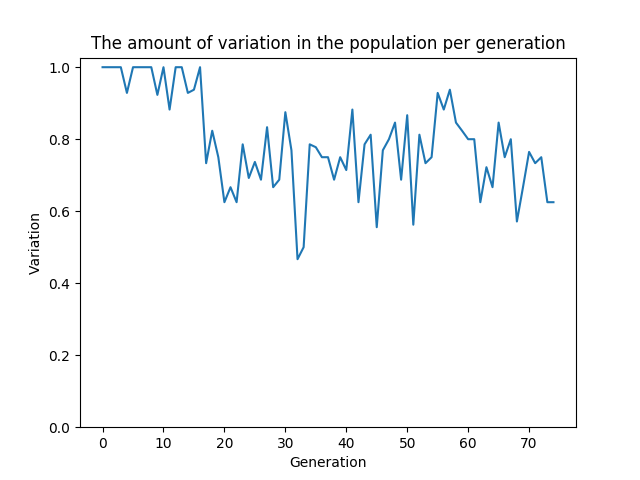 The amount of variation in the population per generation
1.0
0.8
0.6
0.4
0.2
0.0
Variation
0 10 20 30 40 50 60 70
Generation